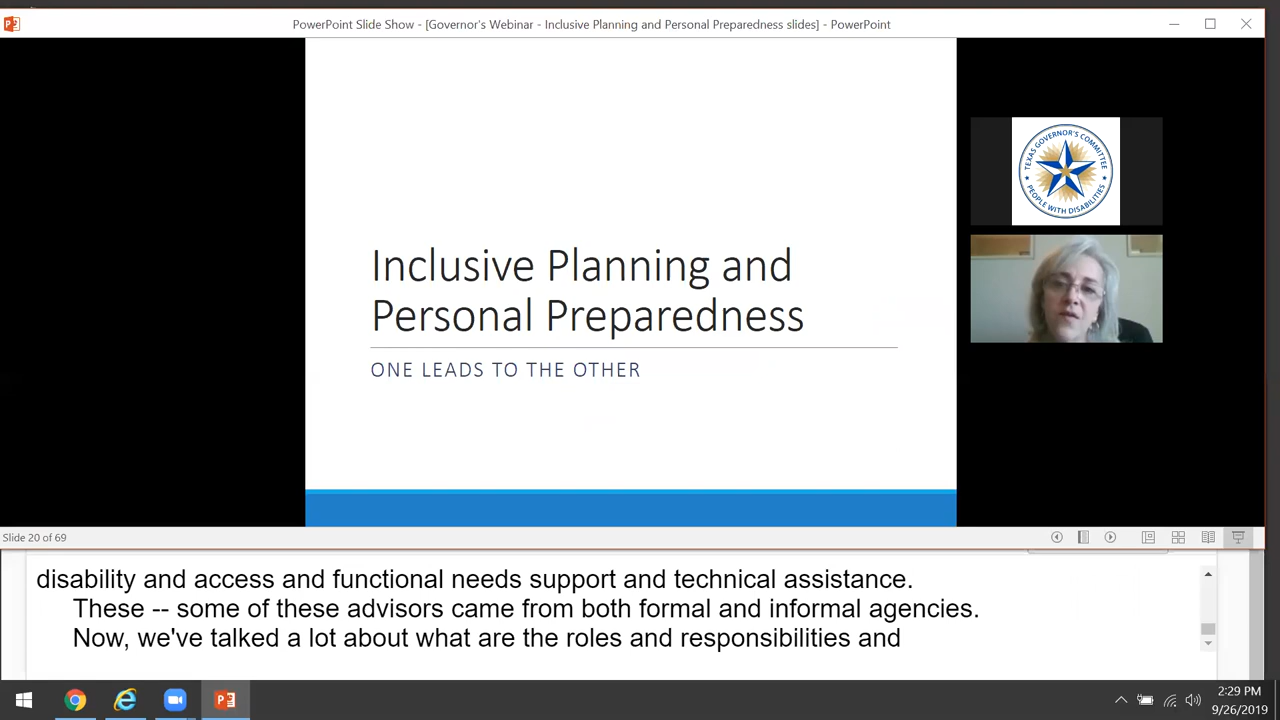 PowerPoint Slide Show - [Governor's Webinar - Inclusive Planning and Personal Preparedness slides] - PowerPoint
TEXAS GOVERNOR'S COMMITTEE
PEOPLE WITH DISABILITIES
Inclusive Planning and
Personal Preparedness
ONE LEADS TO THE OTHER
Slide 20 of 69
disability and access and functional needs support and technical assistance.
These -- some of these advisors came from both formal and informal agencies.
Now, we've talked a lot about what are the roles and responsibilities and
2:29 PM
9/26/2019